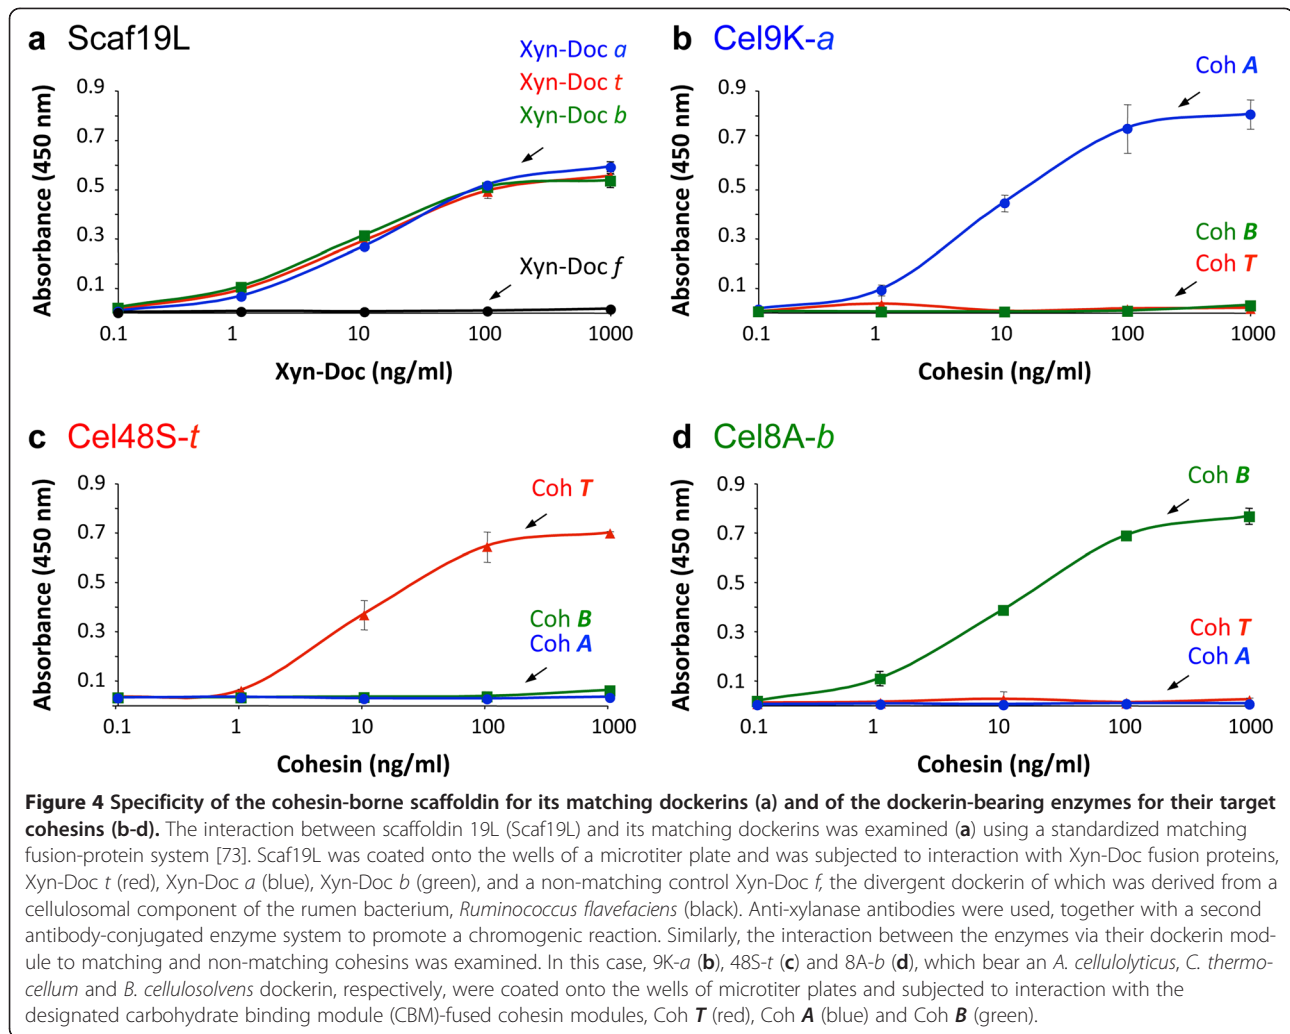 a Scaf19L
Xyn-Doc a
Xyn-Doc t
Xyn-Doc b
Xyn-Doc f
Absorbance (450 nm)
0.9
0.7
0.5
0.3
0.1
0.1 1 10 100 1000
Xyn-Doc (ng/ml)
b Cel9K-a
Coh A
Coh B
Coh T
Absorbance (450 nm)
0.9
0.7
0.5
0.3
0.1
0.1 1 10 100 1000
Cohesin (ng/ml)
c Cel48S-t
Coh T
Coh B
Coh A
Absorbance (450 nm)
0.9
0.7
0.5
0.3
0.1
0.1 1 10 100 1000
Cohesin (ng/ml)
d Cel8A-b
Coh B
Coh T
Coh A
Absorbance (450 nm)
0.9
0.7
0.5
0.3
0.1
0.1 1 10 100 1000
Cohesin (ng/ml)
Figure 4 Specificity of the cohesin-borne scaffoldin for its matching dockerins (a) and of the dockerin-bearing enzymes for their target
cohesins (b-d). The interaction between scaffoldin 19L (Scaf19L) and its matching dockerins was examined (a) using a standardized matching
fusion-protein system [73]. Scaf19L was coated onto the wells of a microtiter plate and was subjected to interaction with Xyn-Doc fusion proteins,
Xyn-Doc t (red), Xyn-Doc a (blue), Xyn-Doc b (green), and a non-matching control Xyn-Doc f, the divergent dockerin of which was derived from a
cellulosomal component of the rumen bacterium, Ruminococcus flavefaciens (black). Anti-xylanase antibodies were used, together with a second
antibody-conjugated enzyme system to promote a chromogenic reaction. Similarly, the interaction between the enzymes via their dockerin mod-
ule to matching and non-matching cohesins was examined. In this case, 9K-a (b), 48S-t (c) and 8A-b (d), which bear an A. cellulolyticus, C. thermo-
cellum and B. cellulosolvens dockerin, respectively, were coated onto the wells of microtiter plates and subjected to interaction with the
designated carbohydrate binding module (CBM)-fused cohesin modules, Coh T (red), Coh A (blue) and Coh B (green).